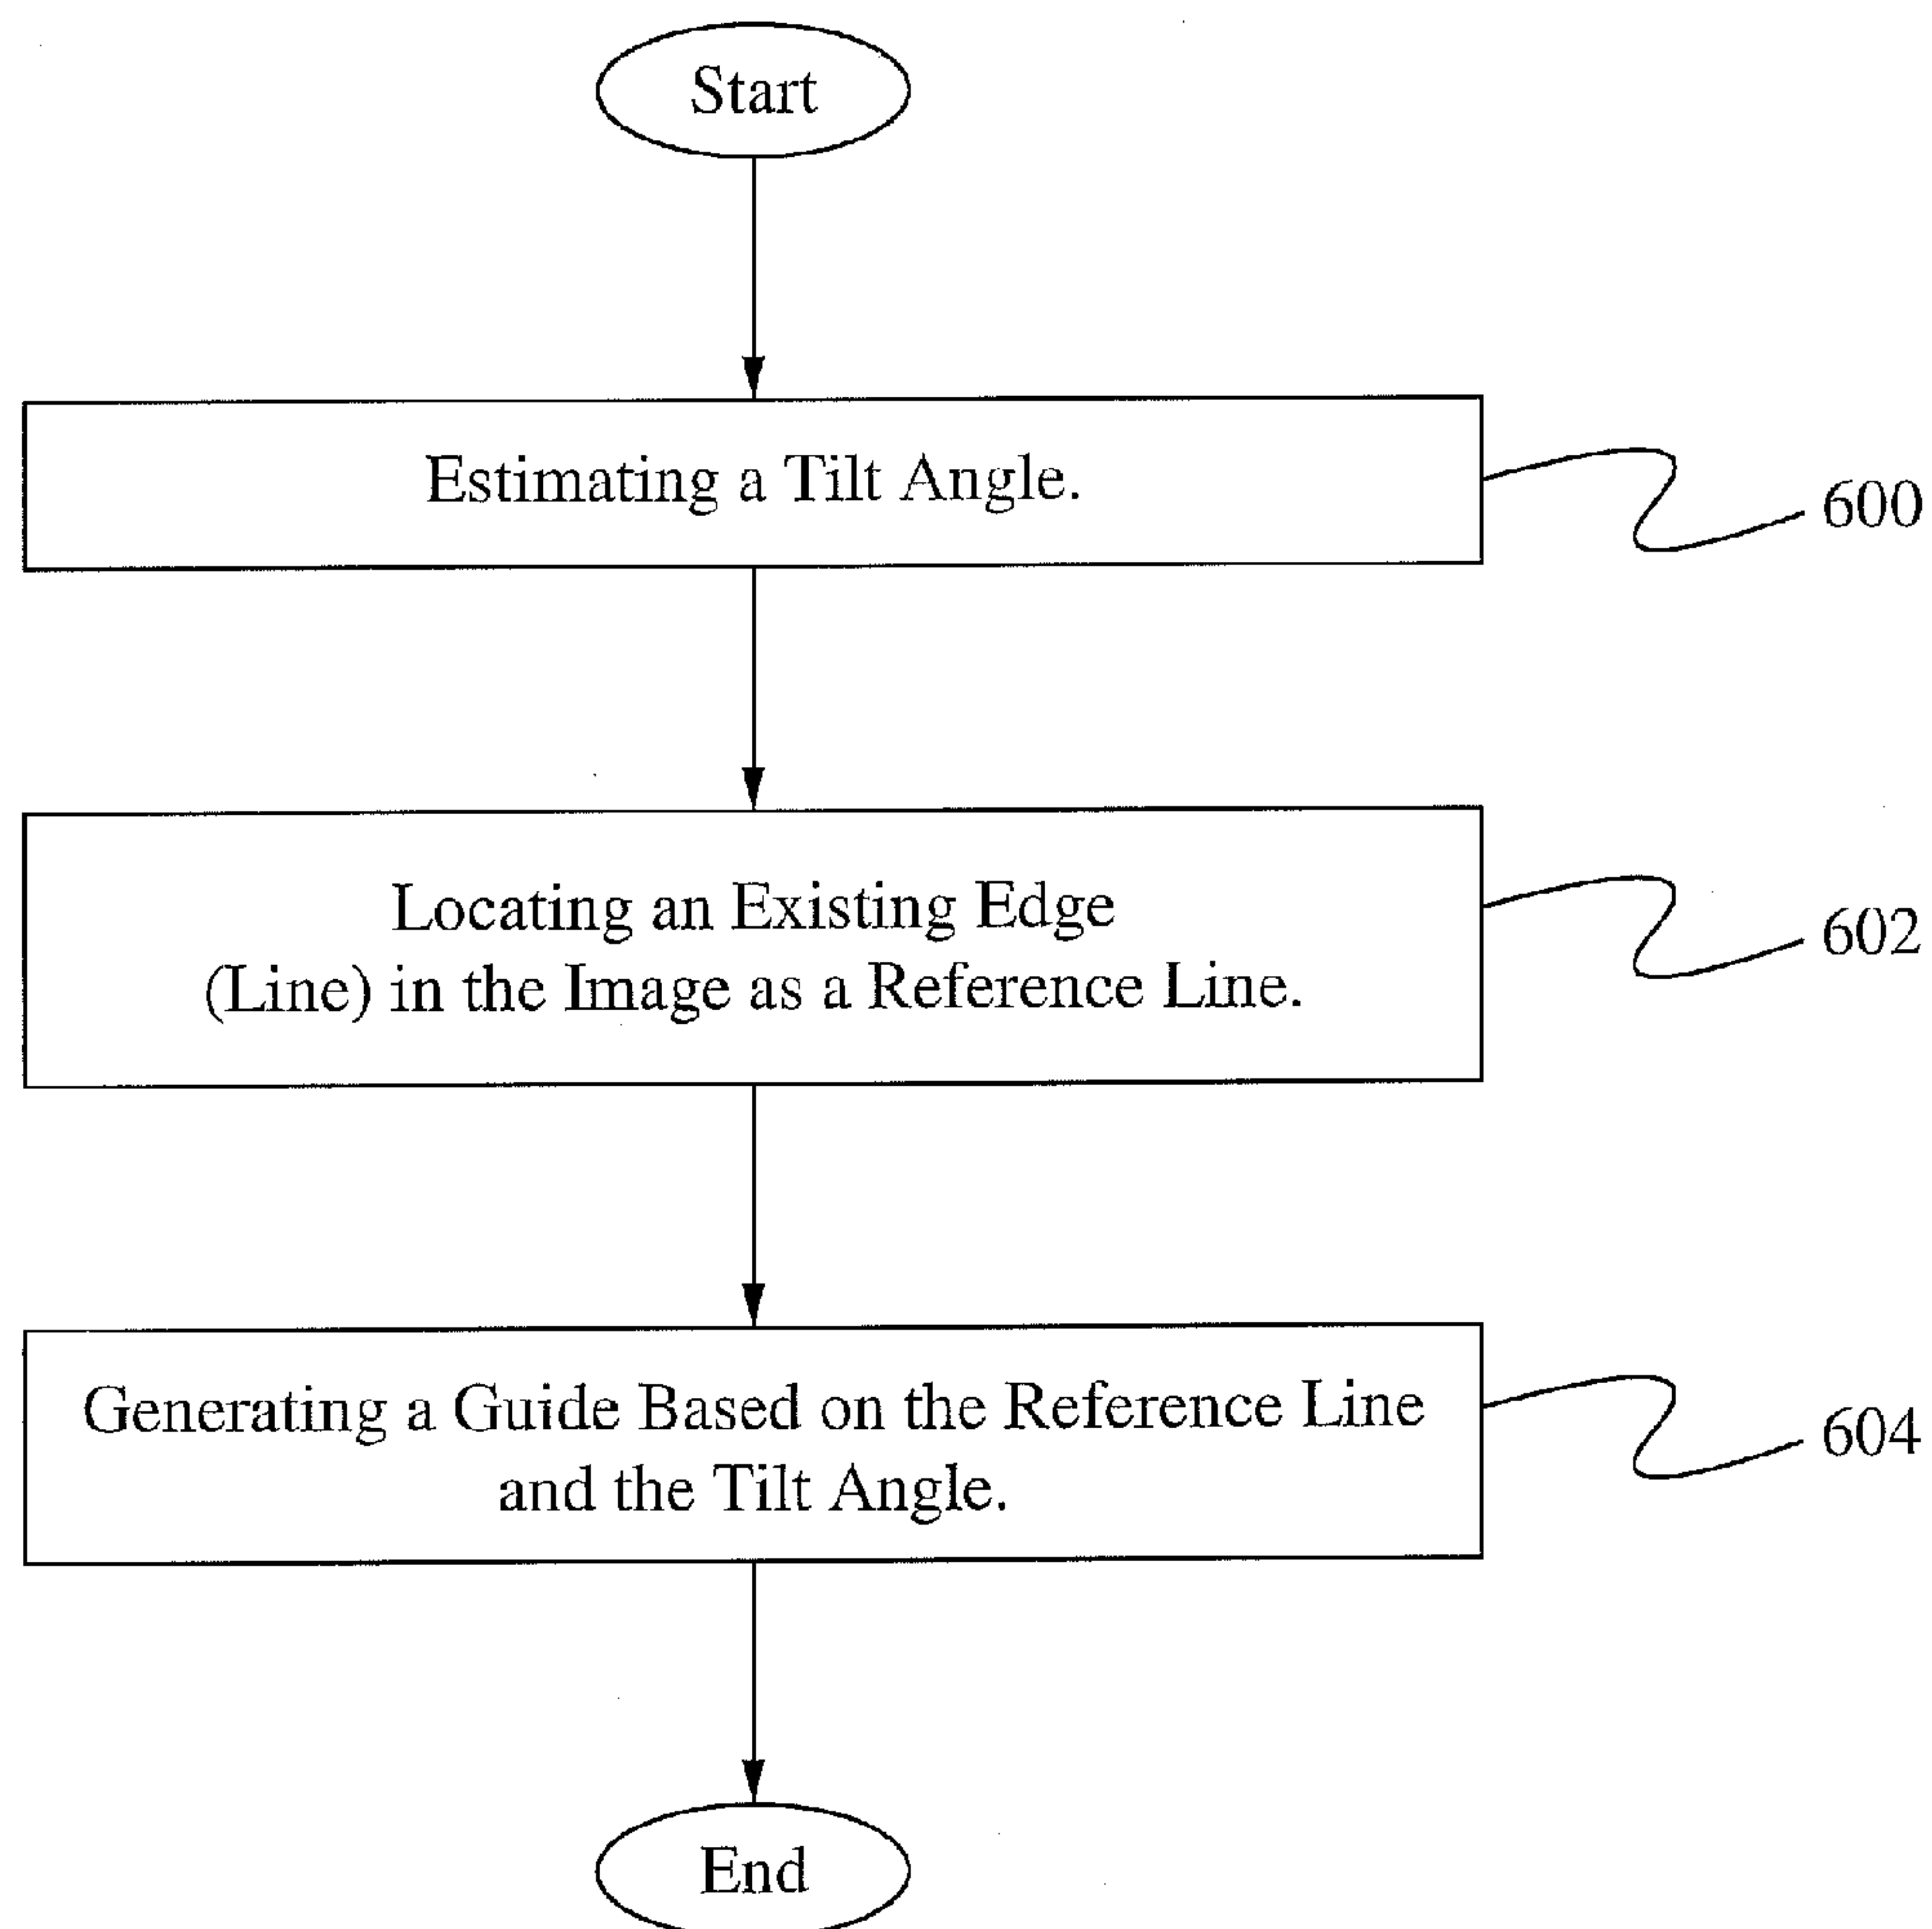 Start
Estimating a Tilt Angle.
600
Locating an Existing Edge
(Line) in the Image as a Reference Line.
602
Generating a Guide Based on the Reference Line
and the Tilt Angle.
604
End